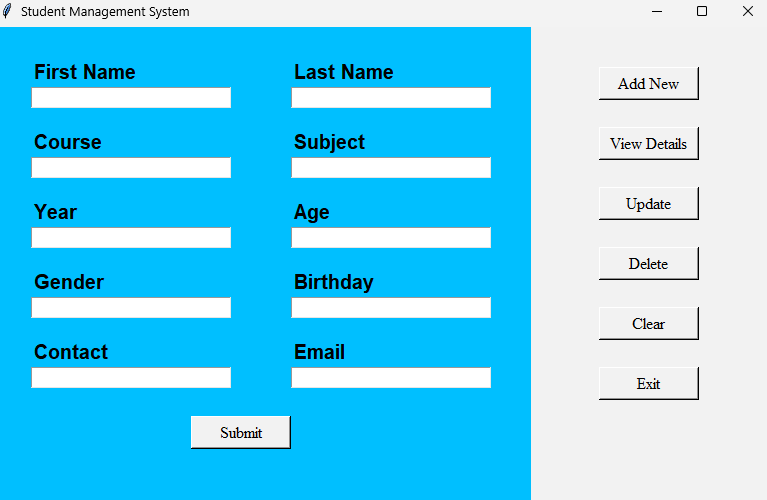 Student Management System
First Name
Last Name
Course
Subject
Year
Age
Gender
Birthday
Contact
Email
Submit
Add New
View Details
Update
Delete
Clear
Exit